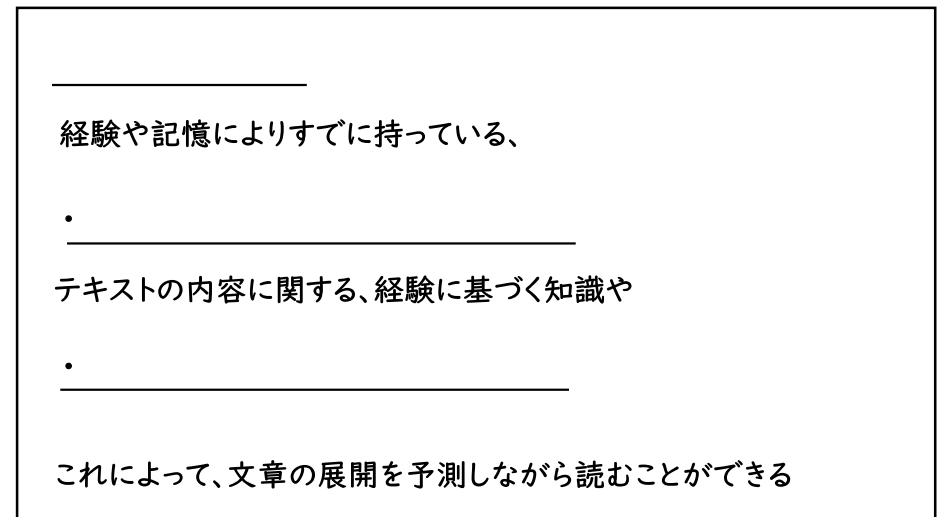 経験や記憶によりすでに持っている、
・
テキストの内容に関する、経験に基づく知識や
・
これによって、文章の展開を予測しながら読むことができる